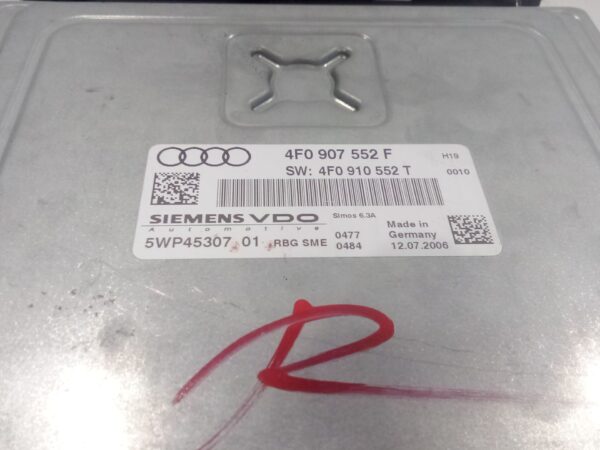 4F0 907 552 F H19
SW: 4F0 910 552 T 0010
SIEMENS VDO Simos 6.3A
Automotive
5WP45307 01 RBG SME
0477
0484
Made in
Germany
12.07.2006
R